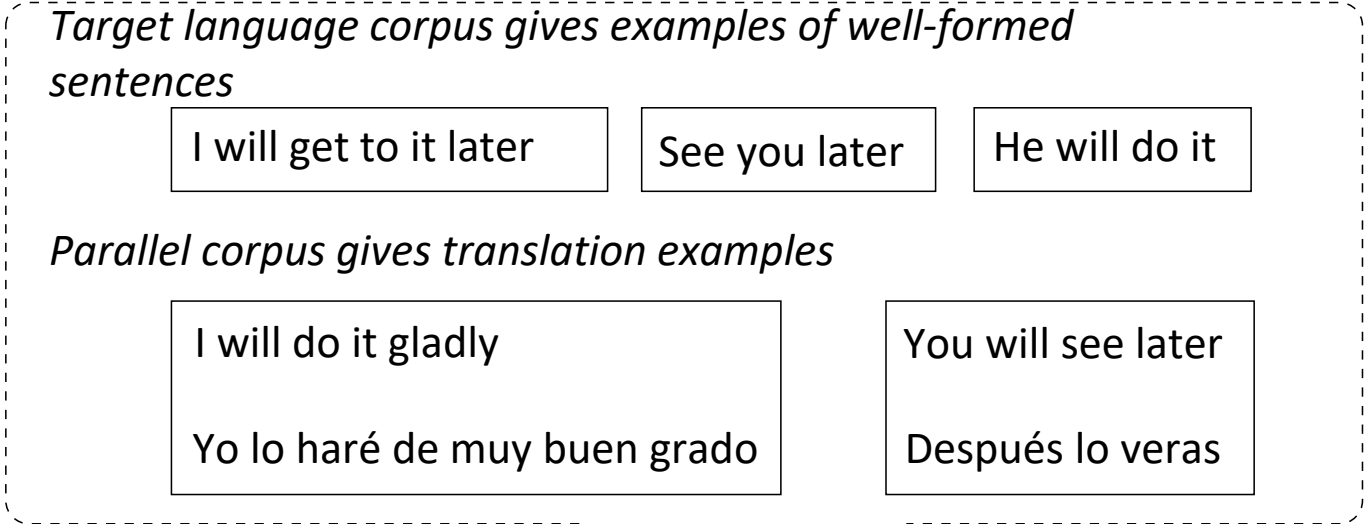 Target language corpus gives examples of well-formed
sentences
I will get to it later
See you later
He will do it
Parallel corpus gives translation examples
I will do it gladly
Yo lo haré de muy buen grado
You will see later
Después lo veras